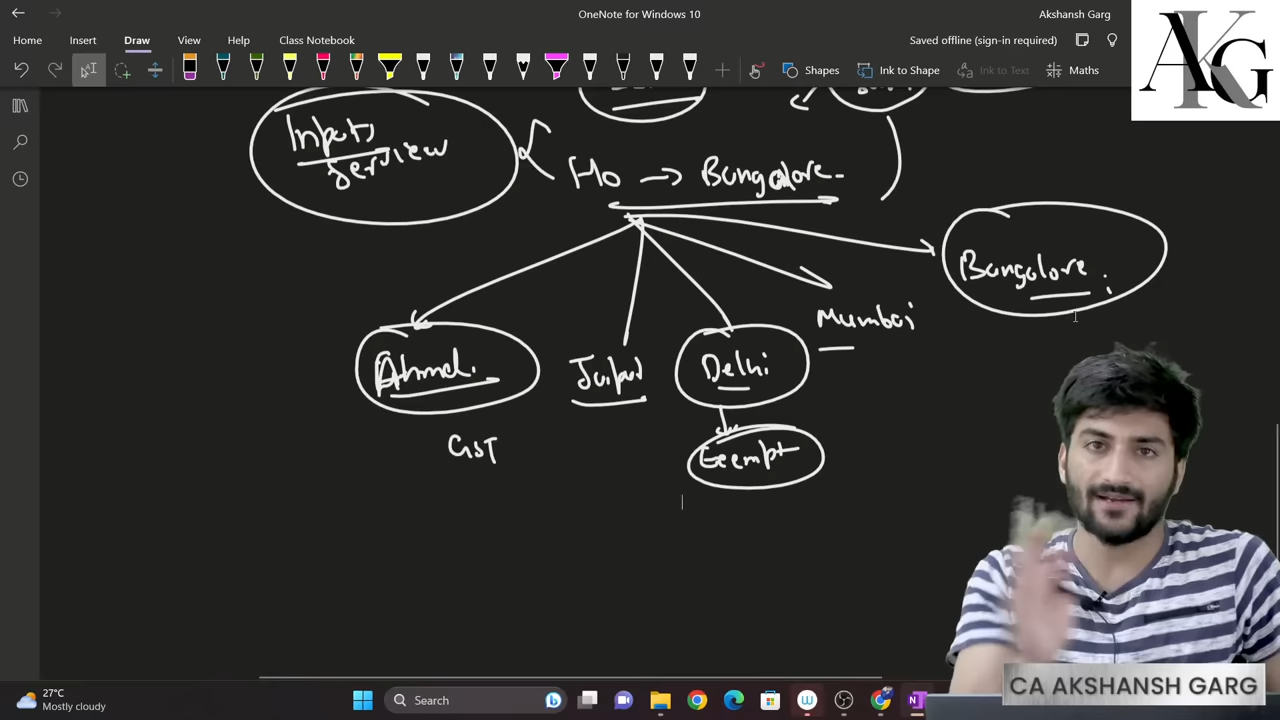 OneNote for Windows 10
Akshansh Garg
Home Insert Draw View Help Class Notebook
Saved offline (sign-in required)
Shapes Ink to Shape Ink to Text Maths
AKG
Inputs
Service
HO → Bangalore
Bangalore
Mumbai
Ahmd. Jaipur Delhi
GST
Exempt
CA AKSHANSH GARG
27°C
Mostly cloudy
Search